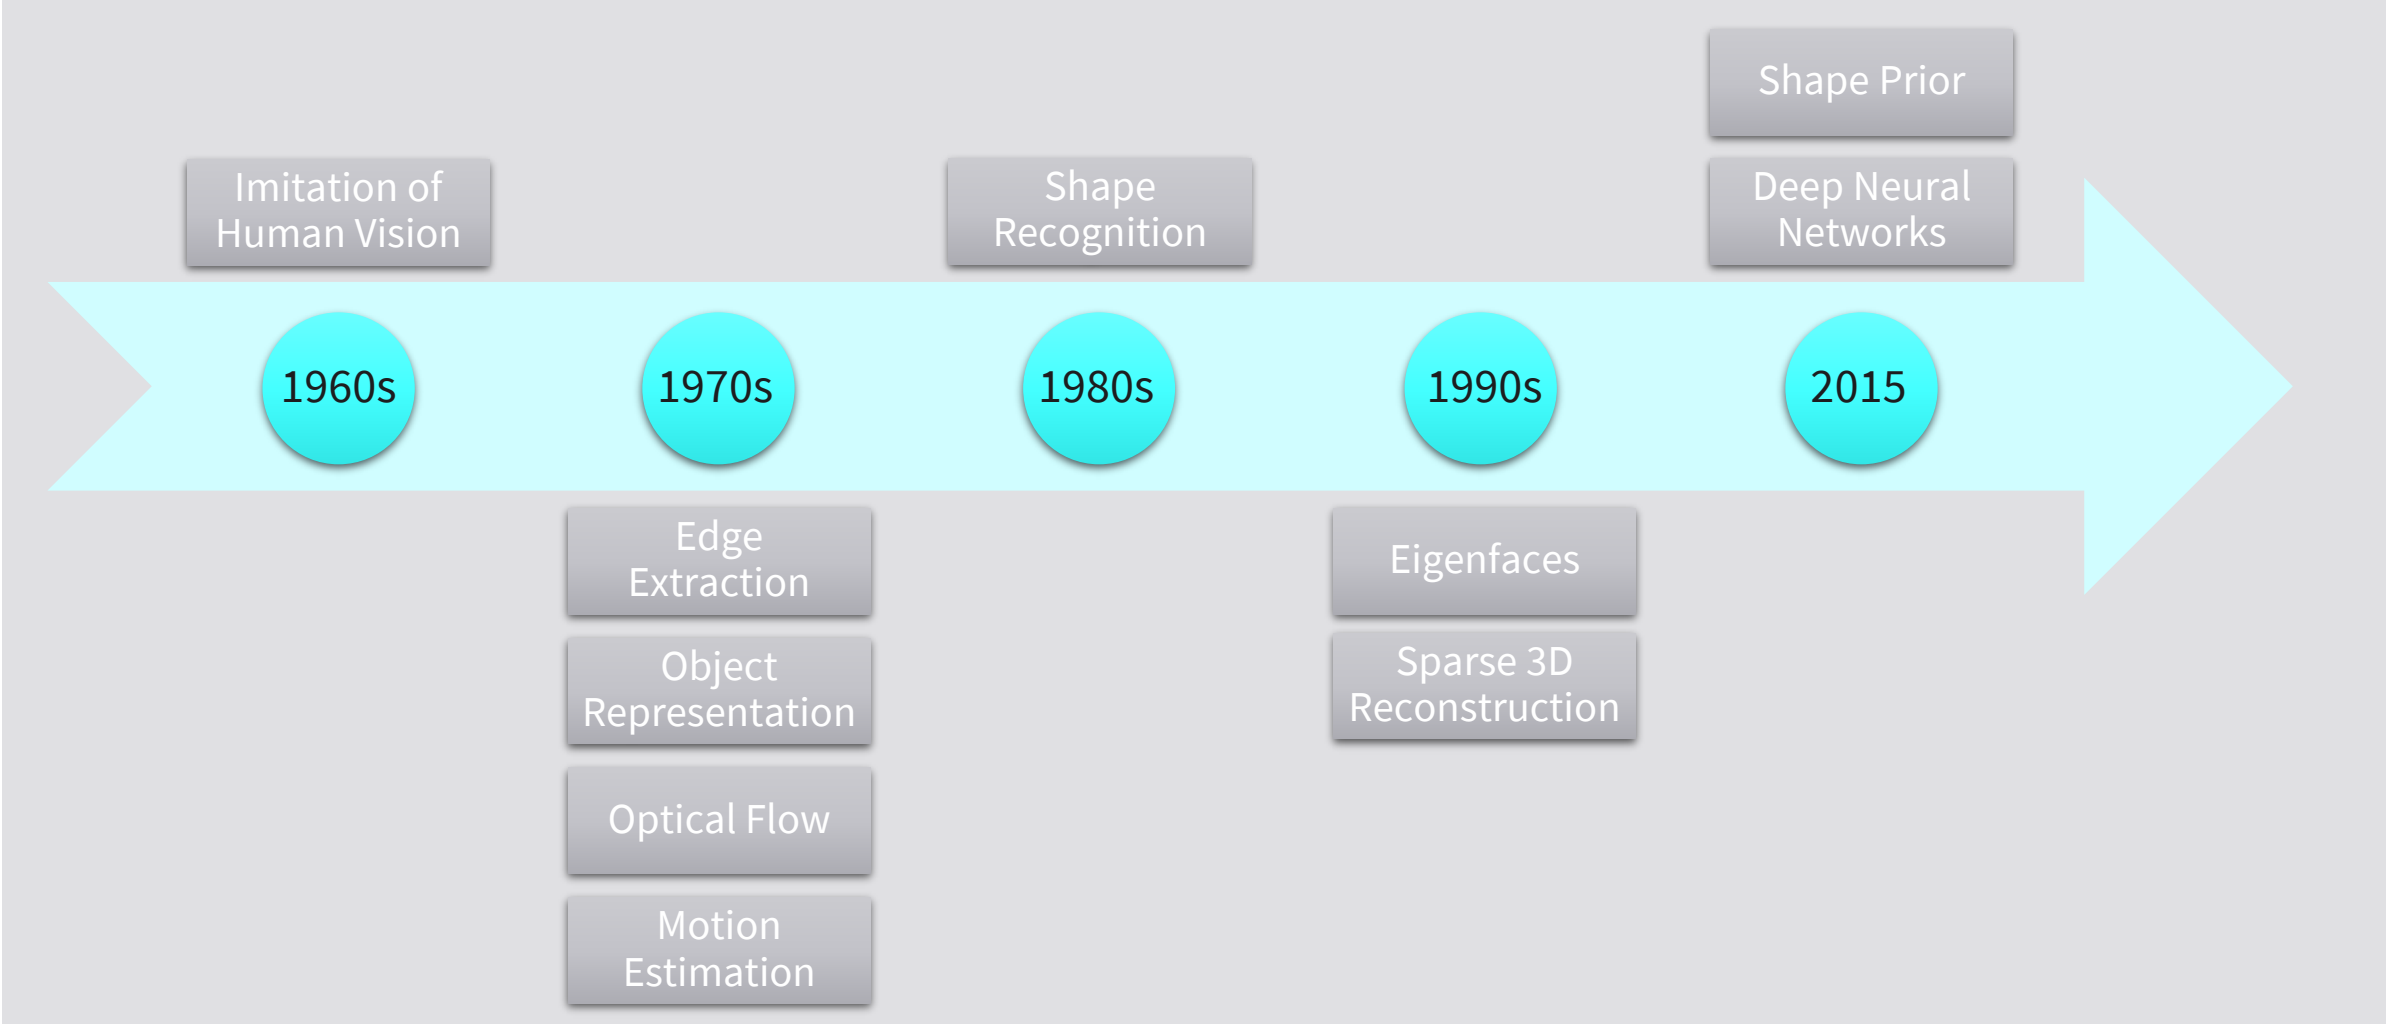 Shape Prior
Imitation of
Human Vision
Shape
Recognition
Deep Neural
Networks
1960s
1970s
1980s
1990s
2015
Edge
Extraction
Object
Representation
Optical Flow
Motion
Estimation
Eigenfaces
Sparse 3D
Reconstruction